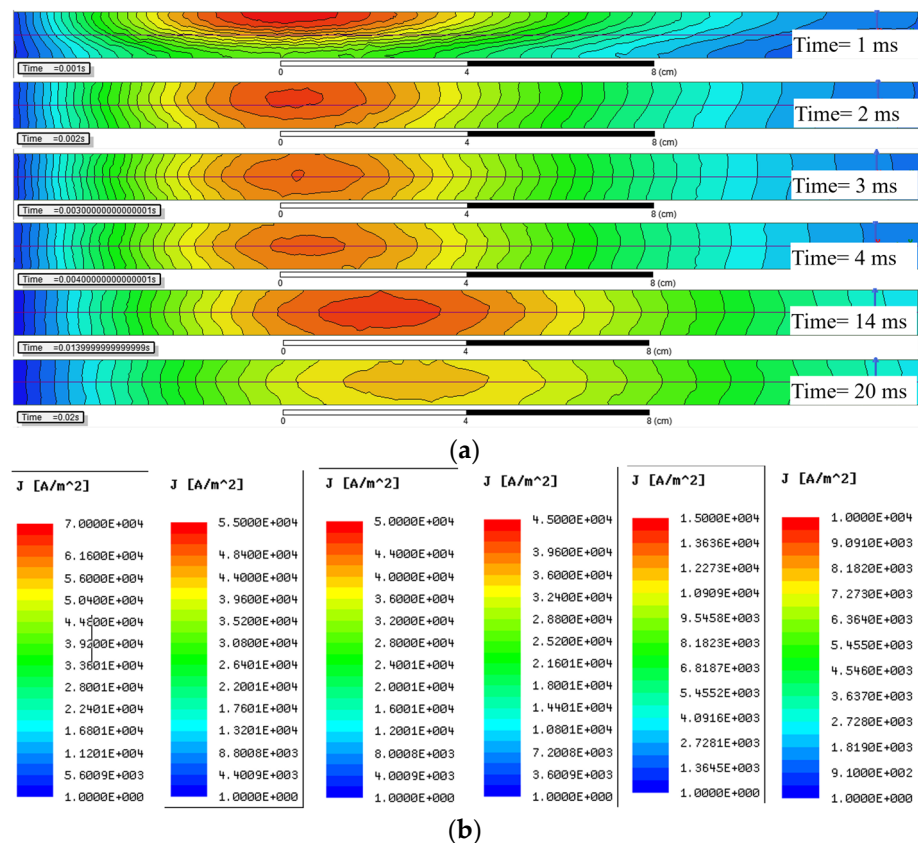 Time= 1 ms
Time =0.001s
0 4 8 (cm)
Time= 2 ms
Time =0.002s
0 4 8 (cm)
Time= 3 ms
Time =0.00300000000000001s
0 4 8 (cm)
Time= 4 ms
Time =0.00400000000000001s
0 4 8 (cm)
Time= 14 ms
Time =0.0139999999999999s
0 4 8 (cm)
Time= 20 ms
Time =0.02s
0 4 8 (cm)
(a)
J [A/m^2]
7.0000E+004
6.1600E+004
5.6000E+004
5.0400E+004
4.4800E+004
3.9200E+004
3.3601E+004
2.8001E+004
2.2401E+004
1.6801E+004
1.1201E+004
5.6009E+003
1.0000E+000
J [A/m^2]
5.5000E+004
4.8400E+004
4.4000E+004
3.9600E+004
3.5200E+004
3.0800E+004
2.6401E+004
2.2001E+004
1.7601E+004
1.3201E+004
8.8008E+003
4.4009E+003
1.0000E+000
J [A/m^2]
5.0000E+004
4.4000E+004
4.0000E+004
3.6000E+004
3.2000E+004
2.8000E+004
2.4001E+004
2.0001E+004
1.6001E+004
1.2001E+004
8.0008E+003
4.0009E+003
1.0000E+000
J [A/m^2]
4.5000E+004
3.9600E+004
3.6000E+004
3.2400E+004
2.8800E+004
2.5200E+004
2.1601E+004
1.8001E+004
1.4401E+004
1.0801E+004
7.2008E+003
3.6009E+003
1.0000E+000
J [A/m^2]
1.5000E+004
1.3636E+004
1.2273E+004
1.0909E+004
9.5458E+003
8.1823E+003
6.8187E+003
5.4552E+003
4.0916E+003
2.7281E+003
1.3645E+003
1.0000E+000
J [A/m^2]
1.0000E+004
9.0910E+003
8.1820E+003
7.2730E+003
6.3640E+003
5.4550E+003
4.5460E+003
3.6370E+003
2.7280E+003
1.8190E+003
9.1000E+002
1.0000E+000
(b)